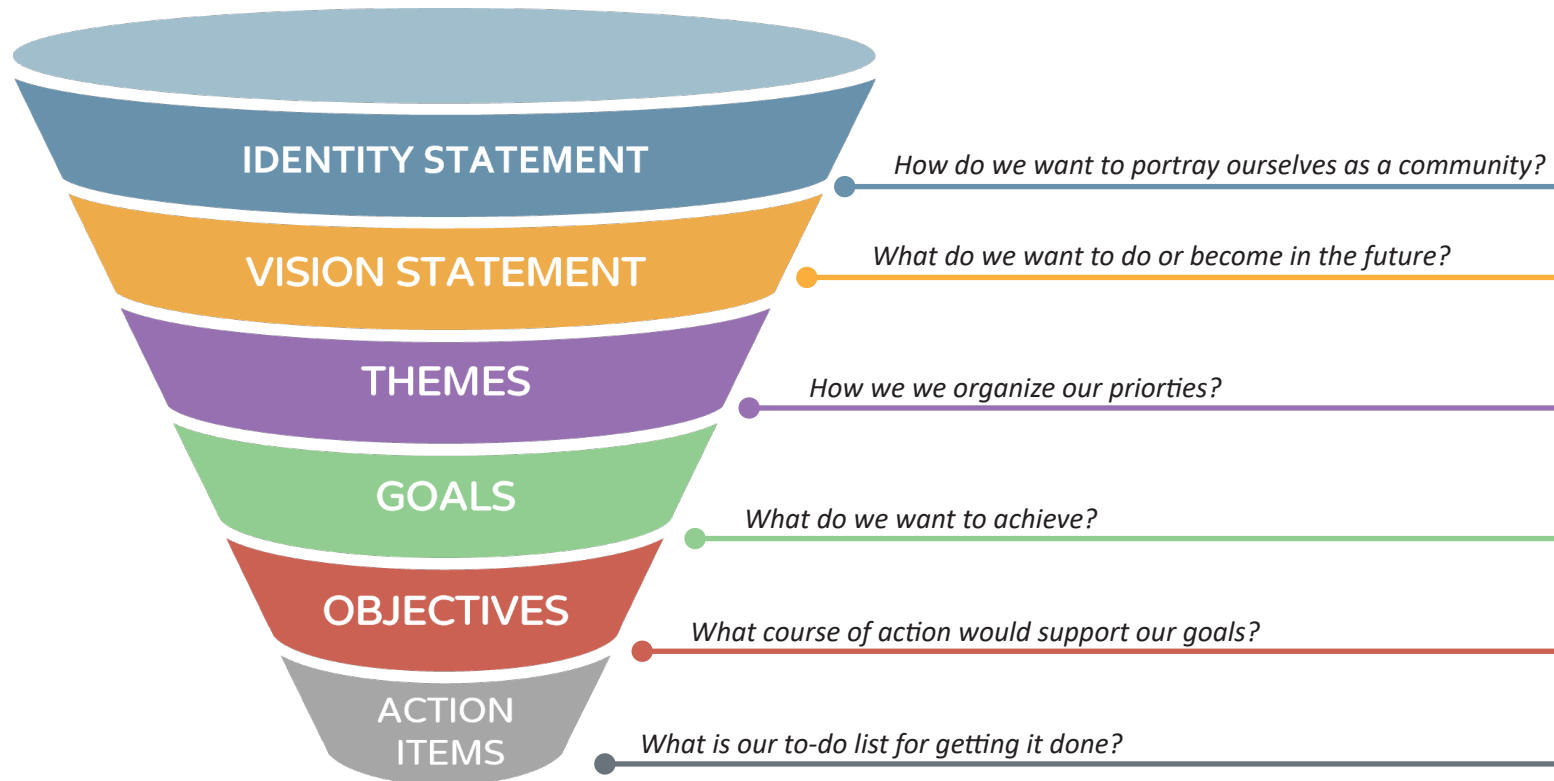 IDENTITY STATEMENT
How do we want to portray ourselves as a community?
VISION STATEMENT
What do we want to do or become in the future?
THEMES
How we we organize our priorties?
GOALS
What do we want to achieve?
OBJECTIVES
What course of action would support our goals?
ACTION
ITEMS
What is our to-do list for getting it done?